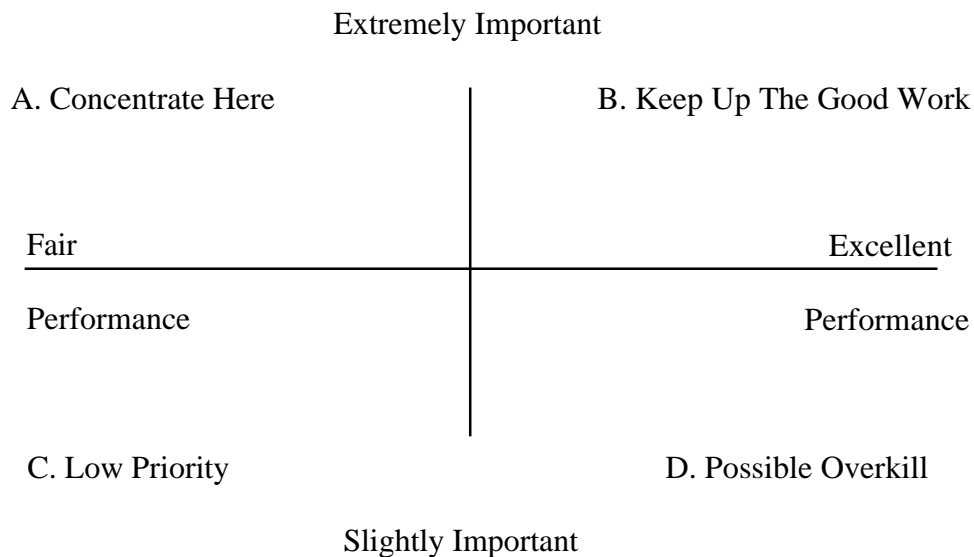 Extremely Important
A. Concentrate Here
B. Keep Up The Good Work
Fair
Excellent
Performance
Performance
C. Low Priority
D. Possible Overkill
Slightly Important